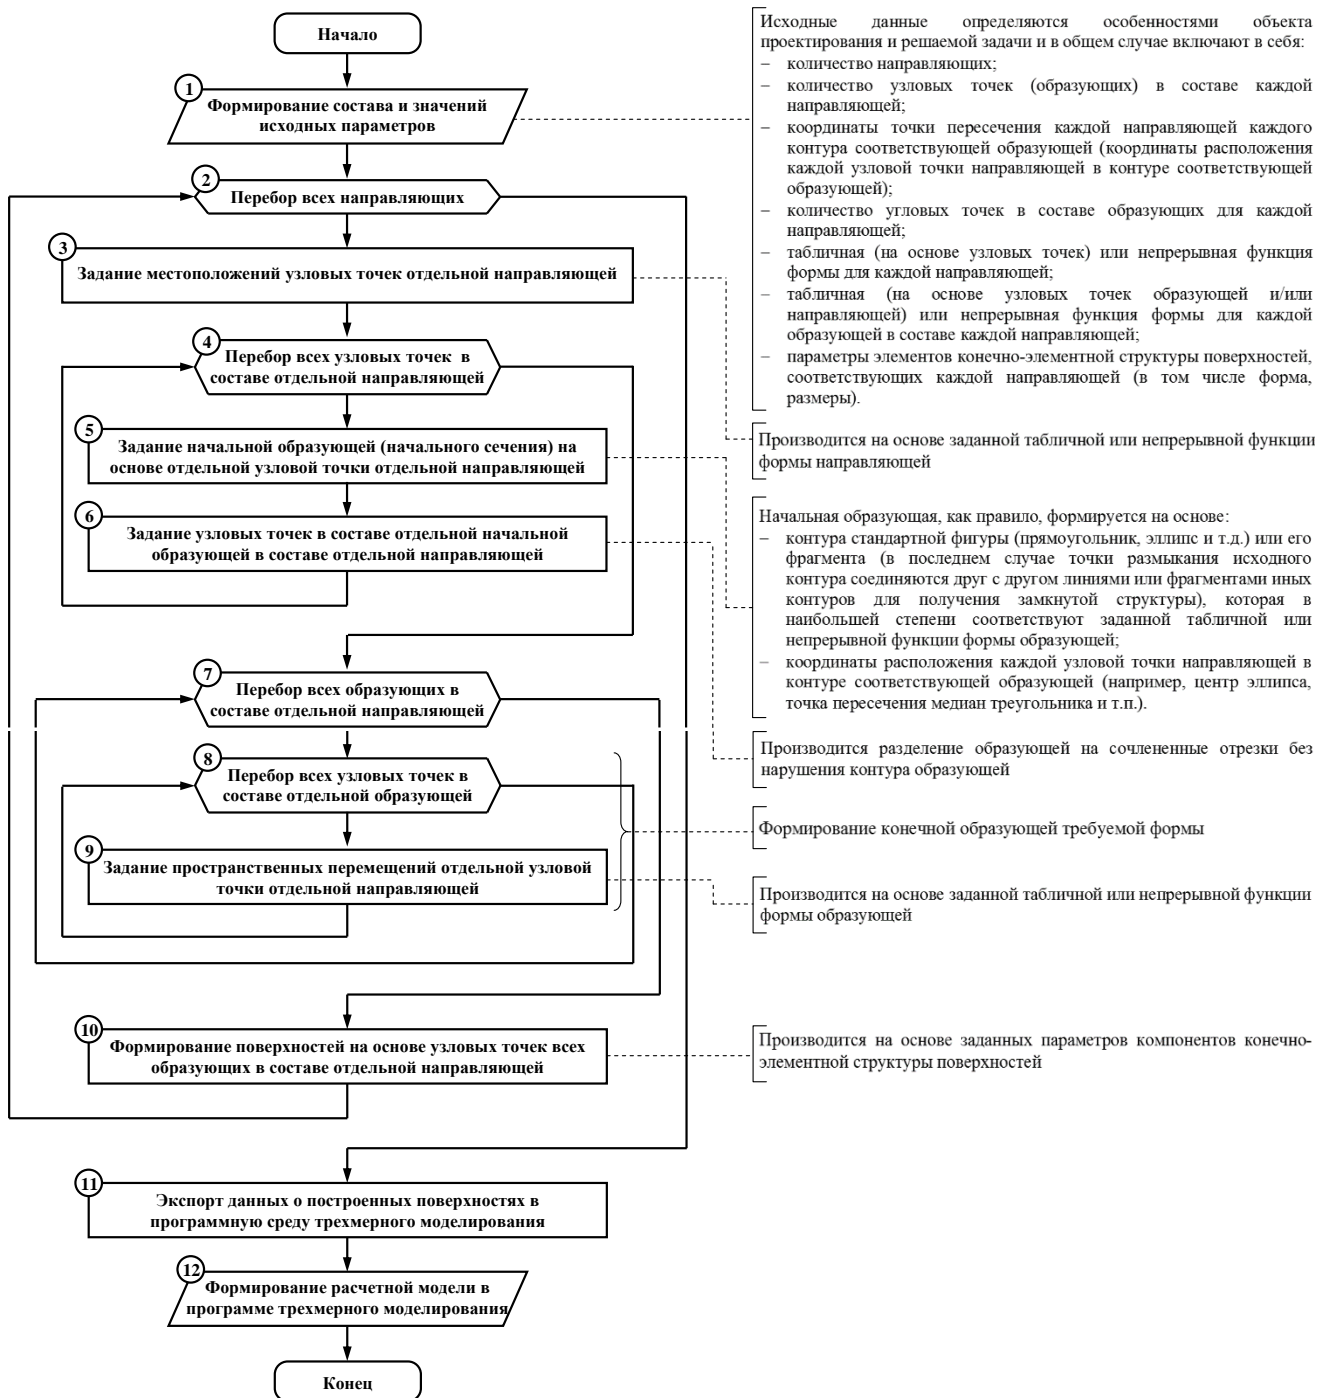 Начало
1
Формирование состава и значений
исходных параметров
2
Перебор всех направляющих
3
Задание местоположений узловых точек отдельной направляющей
4
Перебор всех узловых точек в
составе отдельной направляющей
5
Задание начальной образующей (начального сечения) на
основе отдельной узловой точки отдельной направляющей
6
Задание узловых точек в составе отдельной начальной
образующей в составе отдельной направляющей
7
Перебор всех образующих в
составе отдельной направляющей
8
Перебор всех узловых точек в
составе отдельной образующей
9
Задание пространственных перемещений отдельной узловой
точки отдельной направляющей
10
Формирование поверхностей на основе узловых точек всех
образующих в составе отдельной направляющей
11
Экспорт данных о построенных поверхностях в
программную среду трехмерного моделирования
12
Формирование расчетной модели в
программе трехмерного моделирования
Конец
Исходные данные определяются особенностями объекта
проектирования и решаемой задачи и в общем случае включают в себя:
– количество направляющих;
– количество узловых точек (образующих) в составе каждой
направляющей;
– координаты точки пересечения каждой направляющей каждого
контура соответствующей образующей (координаты расположения
каждой узловой точки направляющей в контуре соответствующей
образующей);
– количество угловых точек в составе образующих для каждой
направляющей;
– табличная (на основе узловых точек) или непрерывная функция
формы для каждой направляющей;
– табличная (на основе узловых точек образующей и/или
направляющей) или непрерывная функция формы для каждой
образующей в составе каждой направляющей;
– параметры элементов конечно-элементной структуры поверхностей,
соответствующих каждой направляющей (в том числе форма,
размеры).
Производится на основе заданной табличной или непрерывной функции
формы направляющей
Начальная образующая, как правило, формируется на основе:
– контура стандартной фигуры (прямоугольник, эллипс и т.д.) или его
фрагмента (в последнем случае точки размыкания исходного
контура соединяются друг с другом линиями или фрагментами иных
контуров для получения замкнутой структуры), которая в
наибольшей степени соответствуют заданной табличной или
непрерывной функции формы образующей;
– координаты расположения каждой узловой точки направляющей в
контуре соответствующей образующей (например, центр эллипса,
точка пересечения медиан треугольника и т.п.).
Производится разделение образующей на сочлененные отрезки без
нарушения контура образующей
Формирование конечной образующей требуемой формы
Производится на основе заданной табличной или непрерывной функции
формы образующей
Производится на основе заданных параметров компонентов конечно-
элементной структуры поверхностей